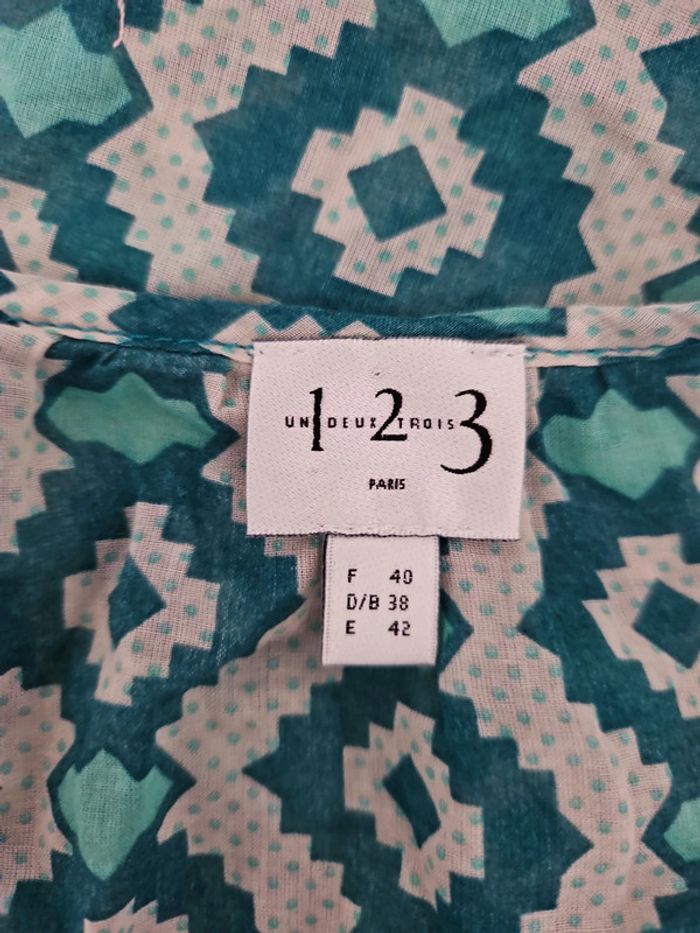 1 2 3
UN DEUX TROIS
PARIS
F 40
D/B 38
E 42